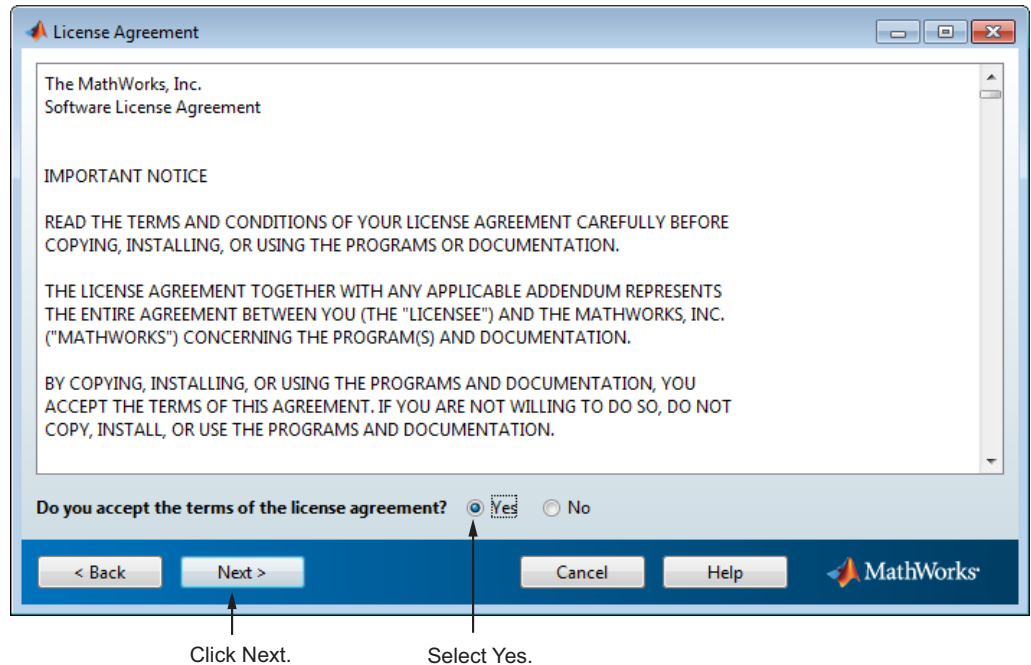 License Agreement
The MathWorks, Inc.
Software License Agreement
IMPORTANT NOTICE
READ THE TERMS AND CONDITIONS OF YOUR LICENSE AGREEMENT CAREFULLY BEFORE
COPYING, INSTALLING, OR USING THE PROGRAMS OR DOCUMENTATION.
THE LICENSE AGREEMENT TOGETHER WITH ANY APPLICABLE ADDENDUM REPRESENTS
THE ENTIRE AGREEMENT BETWEEN YOU (THE "LICENSEE") AND THE MATHWORKS, INC.
("MATHWORKS") CONCERNING THE PROGRAM(S) AND DOCUMENTATION.
BY COPYING, INSTALLING, OR USING THE PROGRAMS AND DOCUMENTATION, YOU
ACCEPT THE TERMS OF THIS AGREEMENT. IF YOU ARE NOT WILLING TO DO SO, DO NOT
COPY, INSTALL, OR USE THE PROGRAMS AND DOCUMENTATION.
Do you accept the terms of the license agreement? Yes No
< Back Next > Cancel Help MathWorks
Click Next. Select Yes.